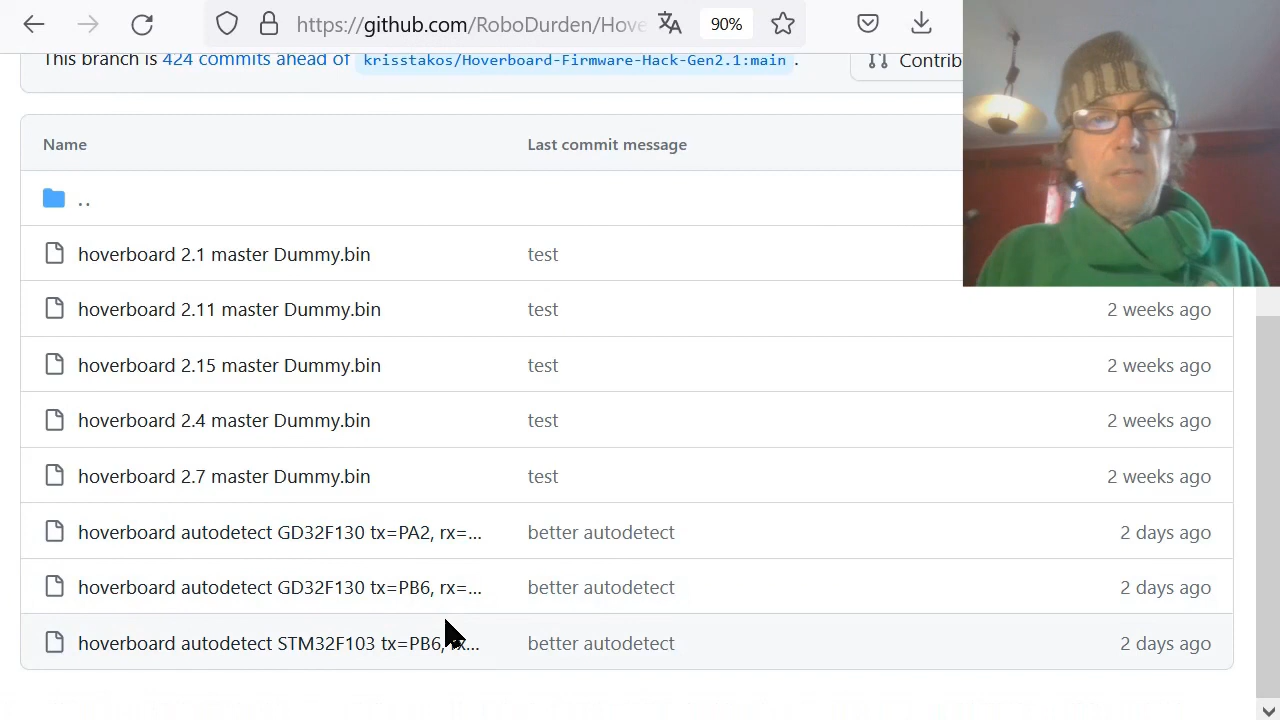 https://github.com/RoboDurden/Hove
90%
This branch is 424 commits ahead of krisstakos/Hoverboard-Firmware-Hack-Gen2.1:main .
Contrib
Name Last commit message
..
hoverboard 2.1 master Dummy.bin test
hoverboard 2.11 master Dummy.bin test 2 weeks ago
hoverboard 2.15 master Dummy.bin test 2 weeks ago
hoverboard 2.4 master Dummy.bin test 2 weeks ago
hoverboard 2.7 master Dummy.bin test 2 weeks ago
hoverboard autodetect GD32F130 tx=PA2, rx=... better autodetect 2 days ago
hoverboard autodetect GD32F130 tx=PB6, rx=... better autodetect 2 days ago
hoverboard autodetect STM32F103 tx=PB6, x... better autodetect 2 days ago